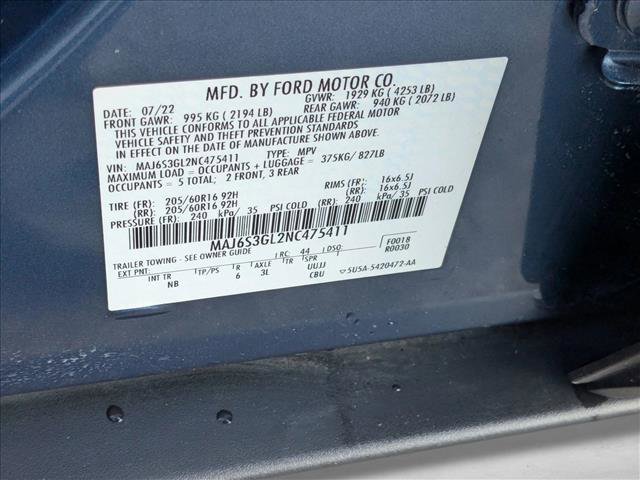 MFD. BY FORD MOTOR CO.
DATE: 07/22 GVWR: 1929 KG ( 4253 LB)
FRONT GAWR: 995 KG ( 2194 LB) REAR GAWR: 940 KG ( 2072 LB)
THIS VEHICLE CONFORMS TO ALL APPLICABLE FEDERAL MOTOR
VEHICLE SAFETY AND THEFT PREVENTION STANDARDS
IN EFFECT ON THE DATE OF MANUFACTURE SHOWN ABOVE.
VIN: MAJ6S3GL2NC475411 TYPE: MPV
MAXIMUM LOAD = OCCUPANTS + LUGGAGE = 375KG/ 827LB
OCCUPANTS = 5 TOTAL; 2 FRONT, 3 REAR
TIRE (FR): 205/60R16 92H RIMS (FR): 16x6.5J
(RR): 205/60R16 92H (RR): 16x6.5J
PRESSURE (FR): 240 kPa/ 35 PSI COLD (RR): 240 kPa/ 35 PSI COLD
MAJ6S3GL2NC475411
TRAILER TOWING - SEE OWNER GUIDE RC: 44 DSO: F0018
EXT PNT: R0030
INT TR TP/PS R AXLE TR SPR UUJJ
NB 6 3L CBU 5U5A-5420472-AA